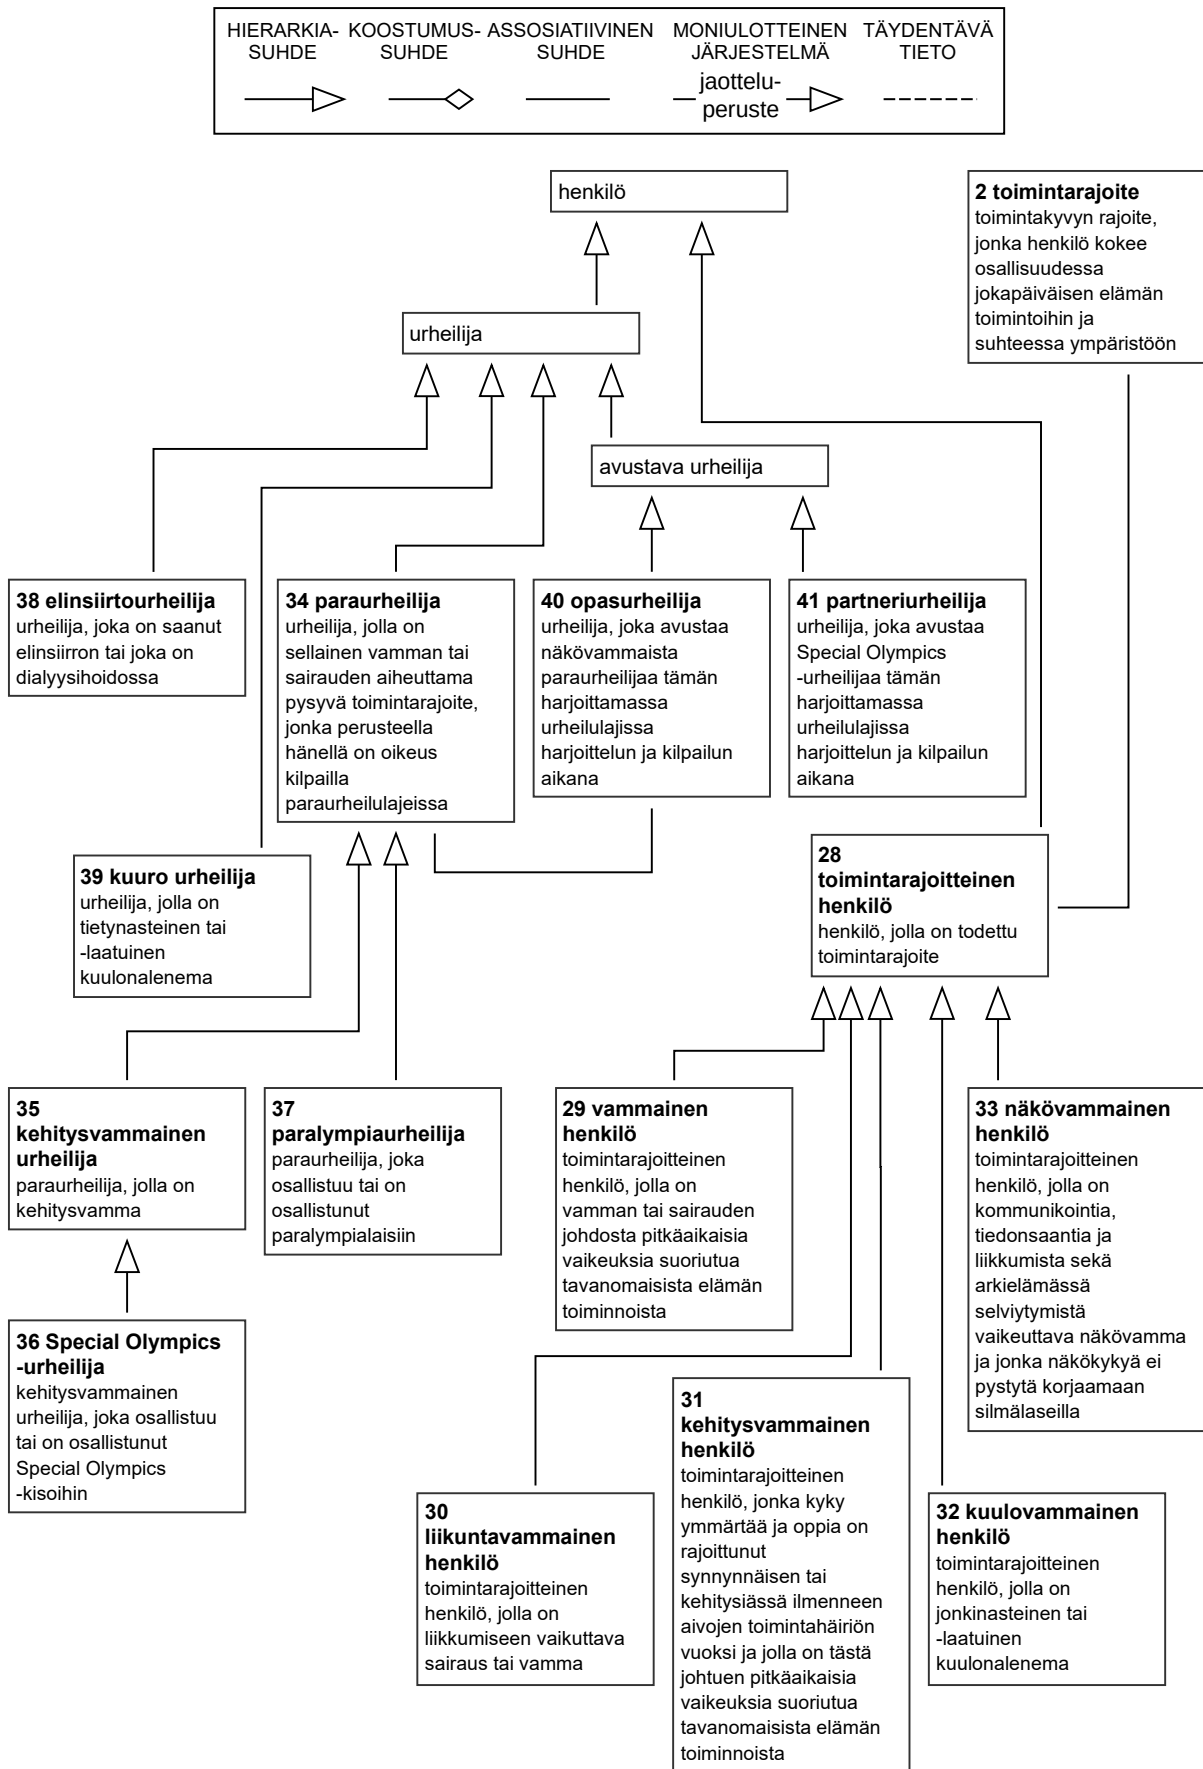 HIERARKIA-
SUHDE
KOOSTUMUS-
SUHDE
ASSOSIATIIVINEN
SUHDE
MONIULOTTEINEN
JÄRJESTELMÄ
jaottelu-
peruste
TÄYDENTÄVÄ
TIETO
henkilö
2 toimintarajoite
toimintakyvyn rajoite,
jonka henkilö kokee
osallisuudessa
jokapäiväisen elämän
toimintoihin ja
suhteessa ympäristöön
urheilija
avustava urheilija
38 elinsiirtourheilija
urheilija, joka on saanut
elinsiirron tai joka on
dialyysihoidossa
34 paraurheilija
urheilija, jolla on
sellainen vamman tai
sairauden aiheuttama
pysyvä toimintarajoite,
jonka perusteella
hänellä on oikeus
kilpailla
paraurheilulajeissa
40 opasurheilija
urheilija, joka avustaa
näkövammaista
paraurheilijaa tämän
harjoittamassa
urheilulajissa
harjoittelun ja kilpailun
aikana
41 partneriurheilija
urheilija, joka avustaa
Special Olympics
-urheilijaa tämän
harjoittamassa
urheilulajissa
harjoittelun ja kilpailun
aikana
39 kuuro urheilija
urheilija, jolla on
tietynasteinen tai
-laatuinen
kuulonalenema
28
toimintarajoitteinen
henkilö
henkilö, jolla on todettu
toimintarajoite
35
kehitysvammainen
urheilija
paraurheilija, jolla on
kehitysvamma
37
paralympiaurheilija
paraurheilija, joka
osallistuu tai on
osallistunut
paralympialaisiin
29 vammainen
henkilö
toimintarajoitteinen
henkilö, jolla on
vamman tai sairauden
johdosta pitkäaikaisia
vaikeuksia suoriutua
tavanomaisista elämän
toiminnoista
33 näkövammainen
henkilö
toimintarajoitteinen
henkilö, jolla on
kommunikointia,
tiedonsaantia ja
liikkumista sekä
arkielämässä
selviytymistä
vaikeuttava näkövamma
ja jonka näkökykyä ei
pystytä korjaamaan
silmälaseilla
36 Special Olympics
-urheilija
kehitysvammainen
urheilija, joka osallistuu
tai on osallistunut
Special Olympics
-kisoihin
30
liikuntavammainen
henkilö
toimintarajoitteinen
henkilö, jolla on
liikkumiseen vaikuttava
sairaus tai vamma
31
kehitysvammainen
henkilö
toimintarajoitteinen
henkilö, jonka kyky
ymmärtää ja oppia on
rajoittunut
synnynnäisen tai
kehitysiässä ilmenneen
aivojen toimintahäiriön
vuoksi ja jolla on tästä
johtuen pitkäaikaisia
vaikeuksia suoriutua
tavanomaisista elämän
toiminnoista
32 kuulovammainen
henkilö
toimintarajoitteinen
henkilö, jolla on
jonkinasteinen tai
-laatuinen
kuulonalenema